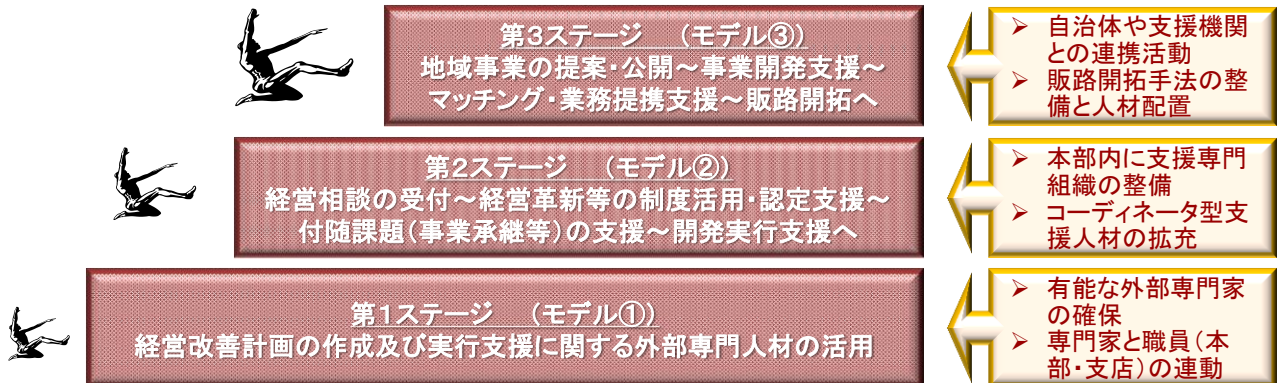 第3ステージ　（モデル③）
地域事業の提案・公開～事業開発支援～
マッチング・業務提携支援～販路開拓へ
➢ 自治体や支援機関
との連携活動
➢ 販路開拓手法の整
備と人材配置
第2ステージ　（モデル②）
経営相談の受付～経営革新等の制度活用・認定支援～
付随課題（事業承継等）の支援～開発実行支援へ
➢ 本部内に支援専門
組織の整備
➢ コーディネータ型支
援人材の拡充
第1ステージ　（モデル①）
経営改善計画の作成及び実行支援に関する外部専門人材の活用
➢ 有能な外部専門家
の確保
➢ 専門家と職員（本
部・支店）の連動